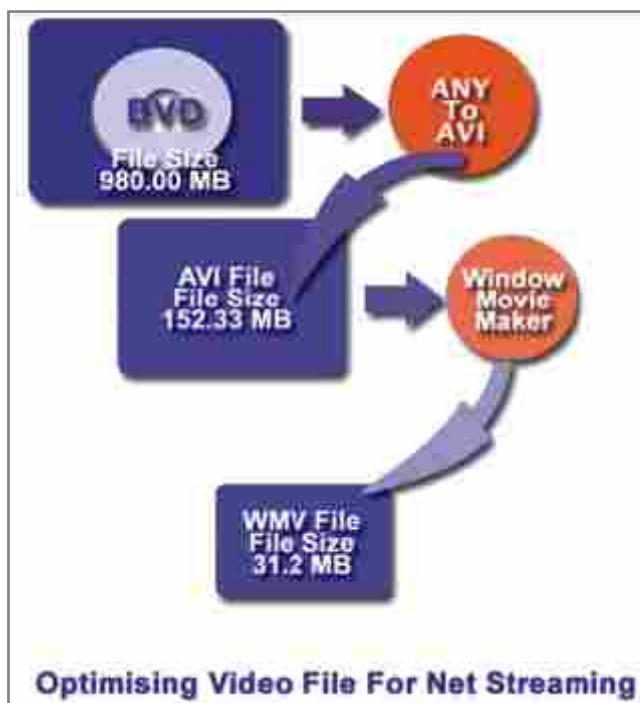 BVD
File Size
980.00 MB
ANY
To
AVI
AVI File
File Size
152.33 MB
Window
Movie
Maker
WMV File
File Size
31.2 MB
Optimising Video File For Net Streaming